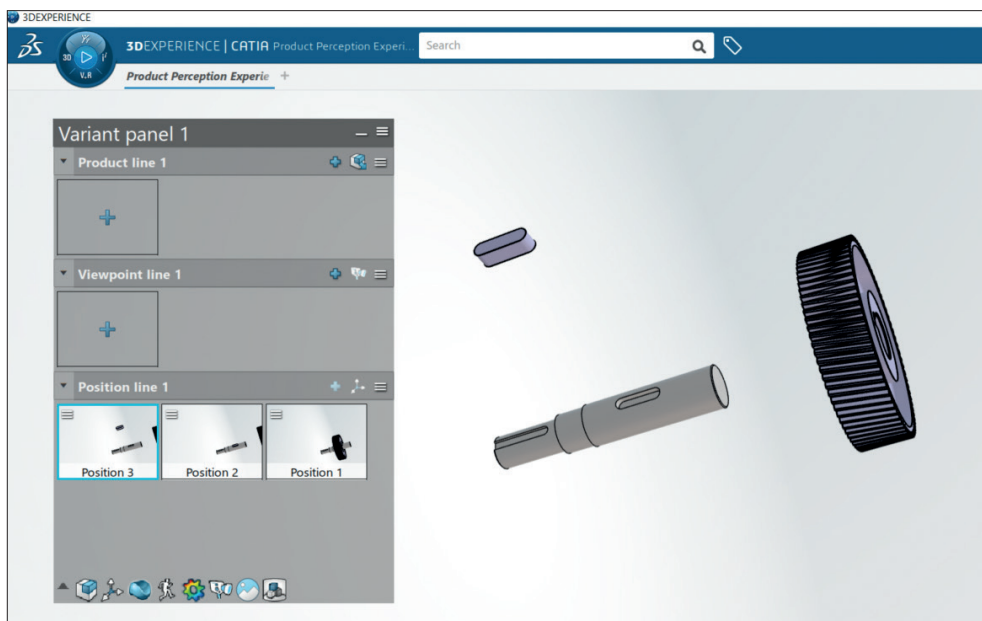 3DEXPERIENCE
3DEXPERIENCE | CATIA Product Perception Experi...
Search
3D
V.R
Product Perception Experie +
Variant panel 1
Product line 1
Viewpoint line 1
Position line 1
Position 3
Position 2
Position 1